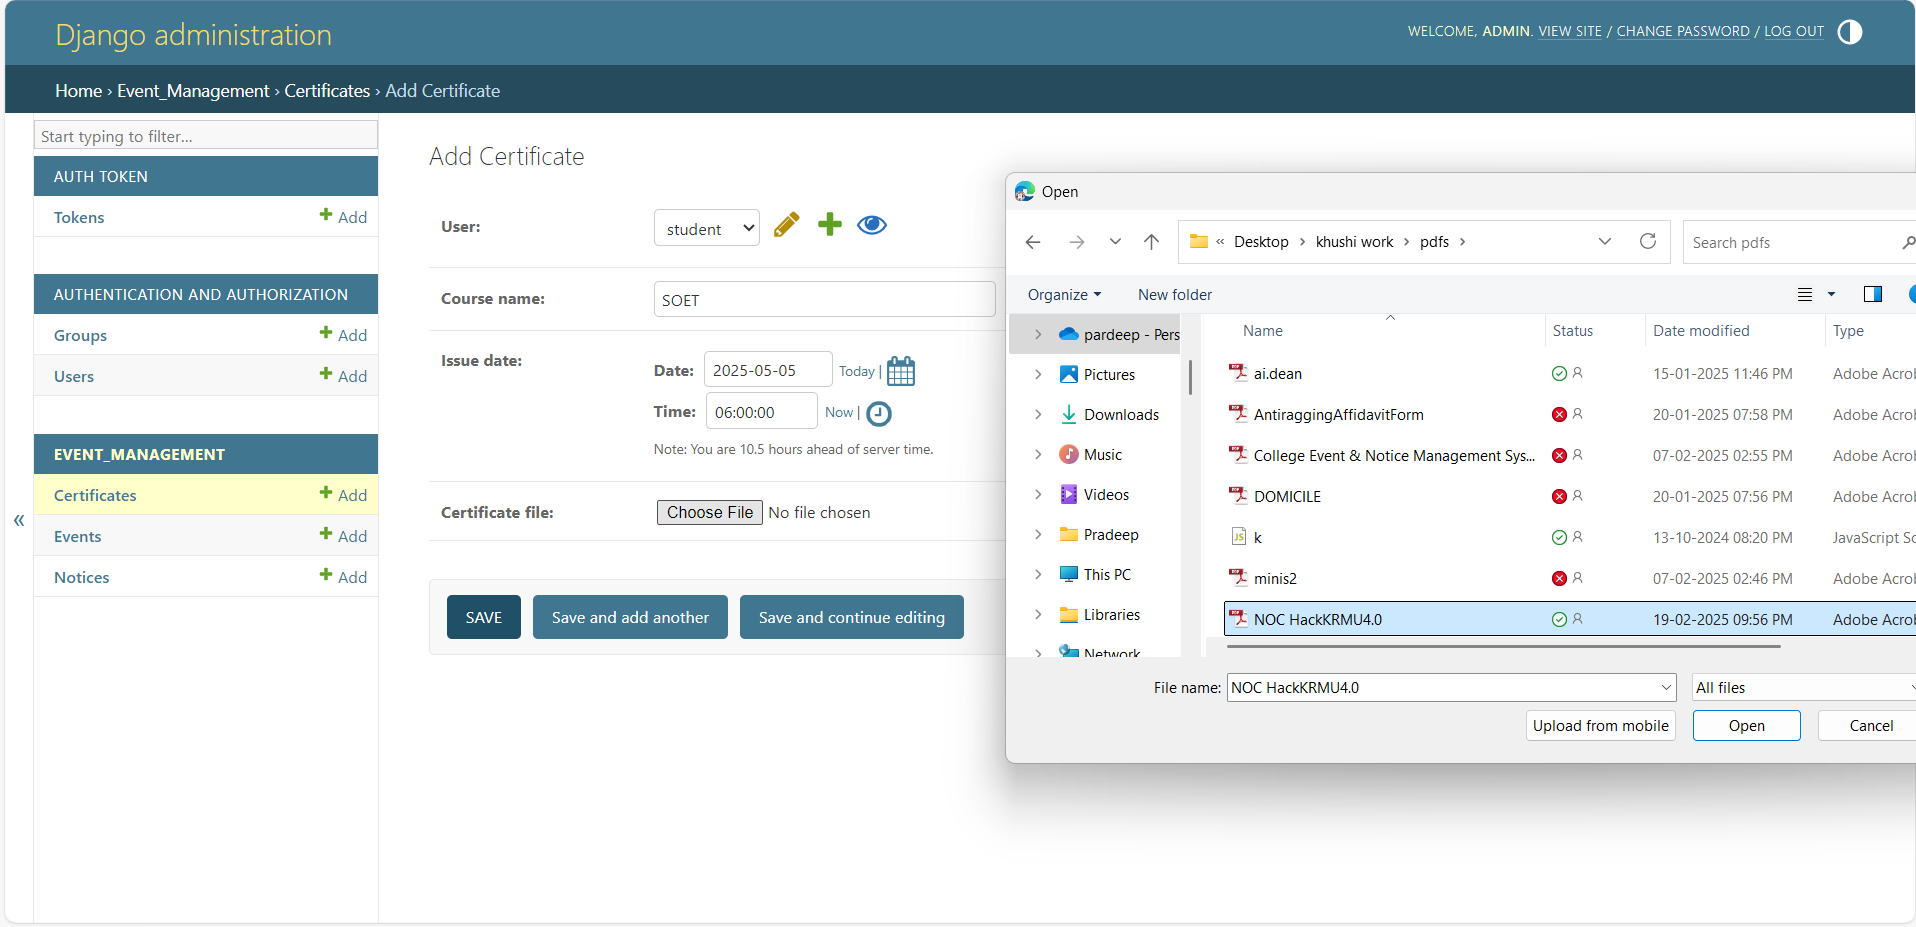 Django administration
WELCOME, ADMIN. VIEW SITE / CHANGE PASSWORD / LOG OUT
Home › Event_Management › Certificates › Add Certificate
Start typing to filter...
AUTH TOKEN
Tokens
Add
AUTHENTICATION AND AUTHORIZATION
Groups
Add
Users
Add
EVENT_MANAGEMENT
Certificates
Add
Events
Add
Notices
Add
«
Add Certificate
User:
student
Course name:
SOET
Issue date:
Date:
2025-05-05
Today |
Time:
06:00:00
Now |
Note: You are 10.5 hours ahead of server time.
Certificate file:
Choose File
No file chosen
SAVE
Save and add another
Save and continue editing
Open
« Desktop › khushi work › pdfs ›
Search pdfs
Organize
New folder
pardeep - Pers
Pictures
Downloads
Music
Videos
Pradeep
This PC
Libraries
Network
Name
Status
Date modified
Type
ai.dean
15-01-2025 11:46 PM
Adobe Acrob
AntiraggingAffidavitForm
20-01-2025 07:58 PM
Adobe Acrob
College Event & Notice Management Sys...
07-02-2025 02:55 PM
Adobe Acrob
DOMICILE
20-01-2025 07:56 PM
Adobe Acrob
JS
k
13-10-2024 08:20 PM
JavaScript Sc
minis2
07-02-2025 02:46 PM
Adobe Acrob
NOC HackKRMU4.0
19-02-2025 09:56 PM
Adobe Acrob
File name:
NOC HackKRMU4.0
All files
Upload from mobile
Open
Cancel